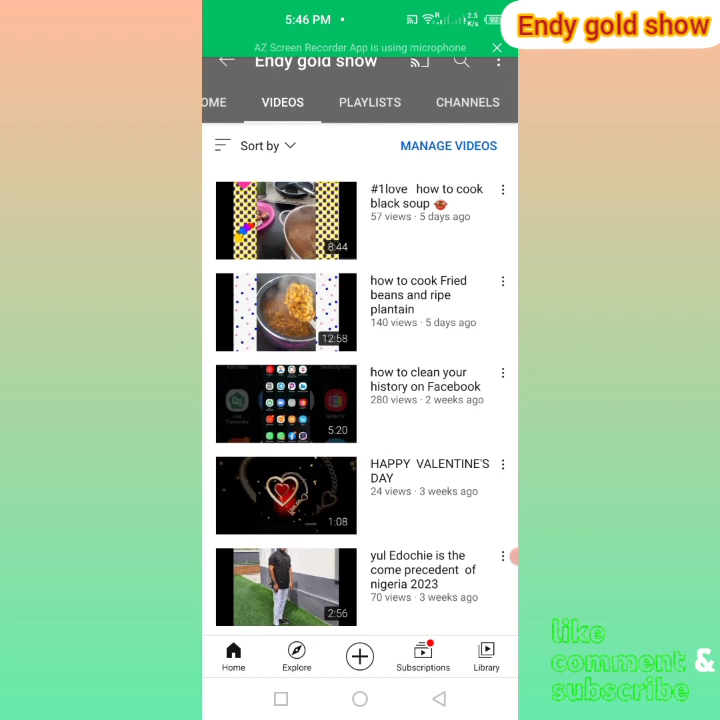 5:46 PM
R
2.5
K/s
92
Endy gold show
AZ Screen Recorder App is using microphone
Endy gold show
OME VIDEOS PLAYLISTS CHANNELS
Sort by MANAGE VIDEOS
#1love how to cook
black soup 🍲
57 views · 5 days ago
8:44
how to cook Fried
beans and ripe
plantain
140 views · 5 days ago
12:58
how to clean your
history on Facebook
280 views · 2 weeks ago
5:20
HAPPY VALENTINE'S
DAY
24 views · 3 weeks ago
1:08
yul Edochie is the
come precedent of
nigeria 2023
70 views · 3 weeks ago
2:56
Home Explore Subscriptions Library
like
comment &
subscribe